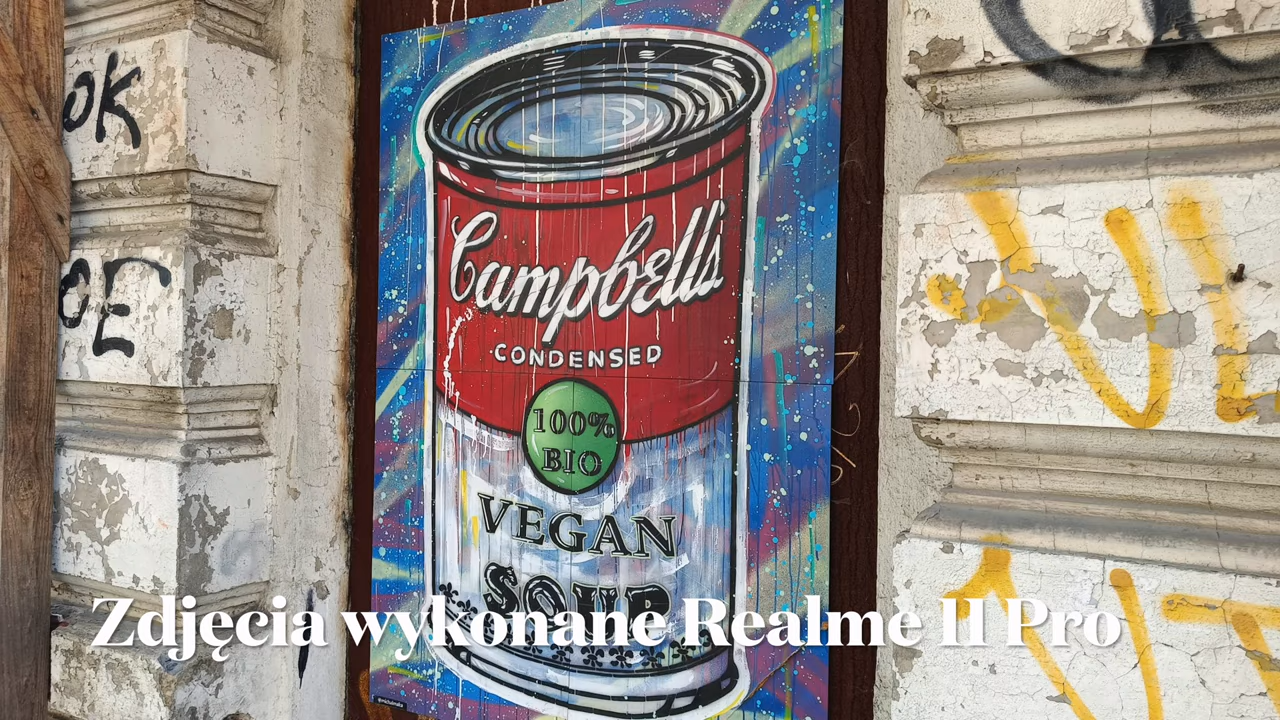 OK
OE
Campbell's
CONDENSED
100%
BIO
VEGAN
SOUP
Zdjęcia wykonane Realme 11 Pro